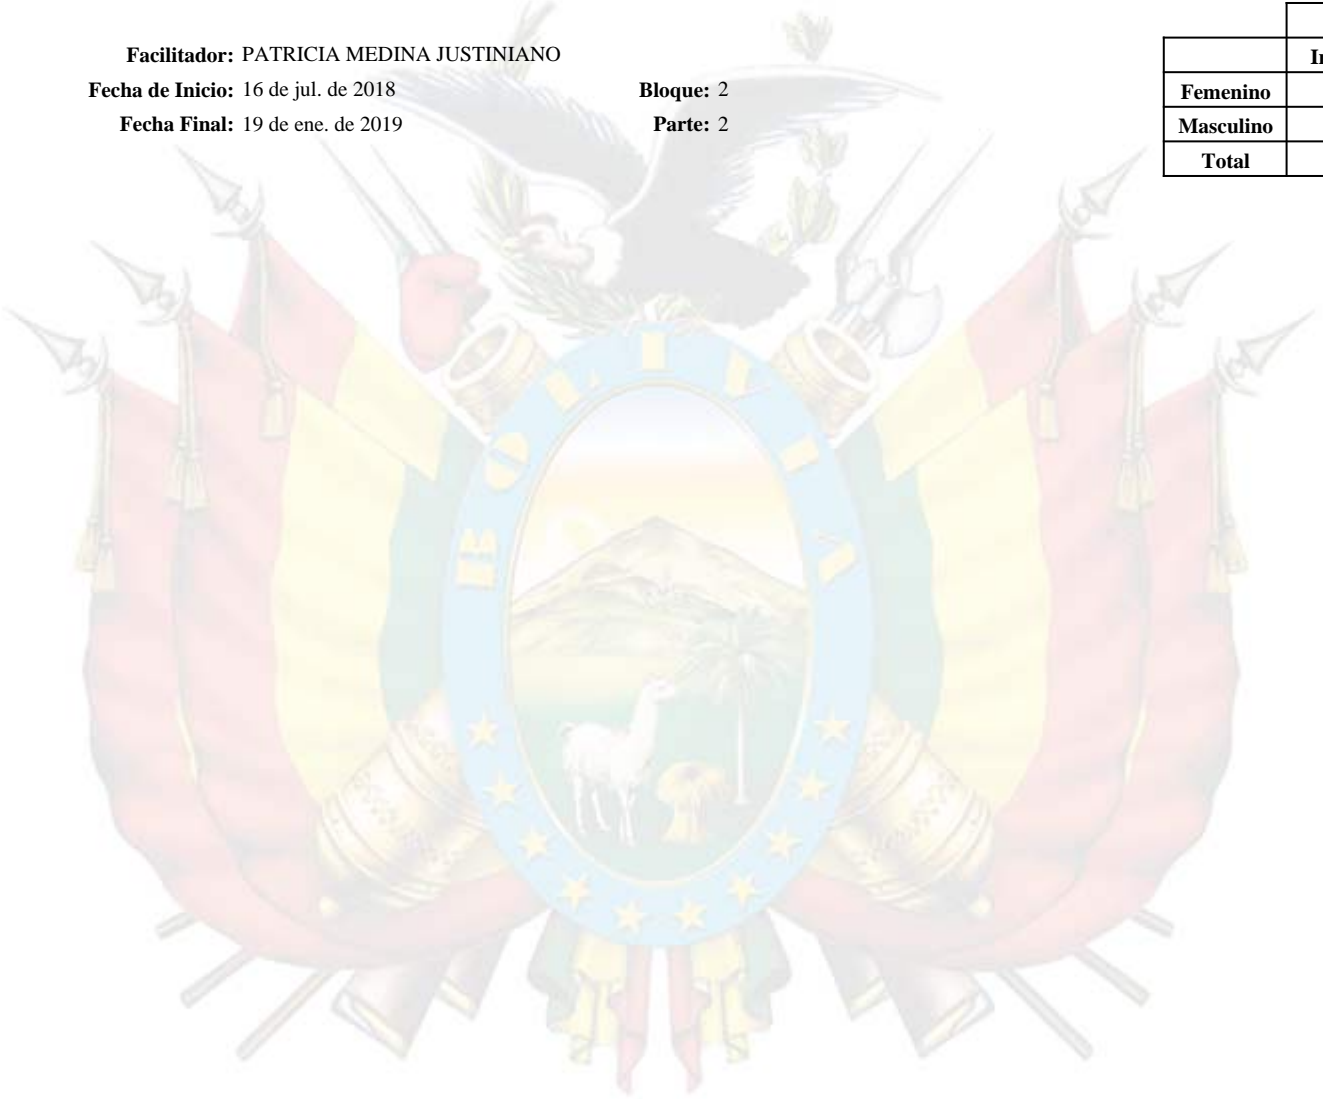 Facilitador: PATRICIA MEDINA JUSTINIANO
Fecha de Inicio: 16 de jul. de 2018 Bloque: 2
Fecha Final: 19 de ene. de 2019 Parte: 2
Femenino
Masculino
Total
BOLIVIA